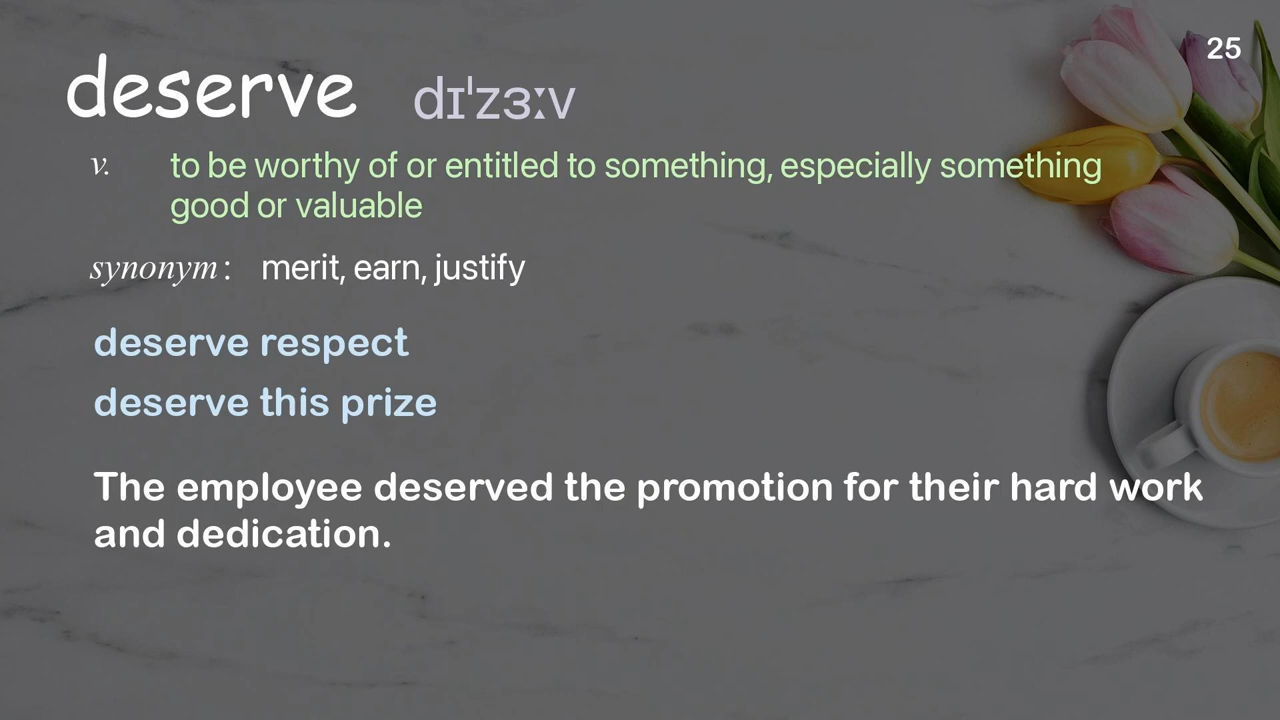 25
deserve dɪˈzɜːv
v. to be worthy of or entitled to something, especially something
good or valuable
synonym: merit, earn, justify
deserve respect
deserve this prize
The employee deserved the promotion for their hard work
and dedication.